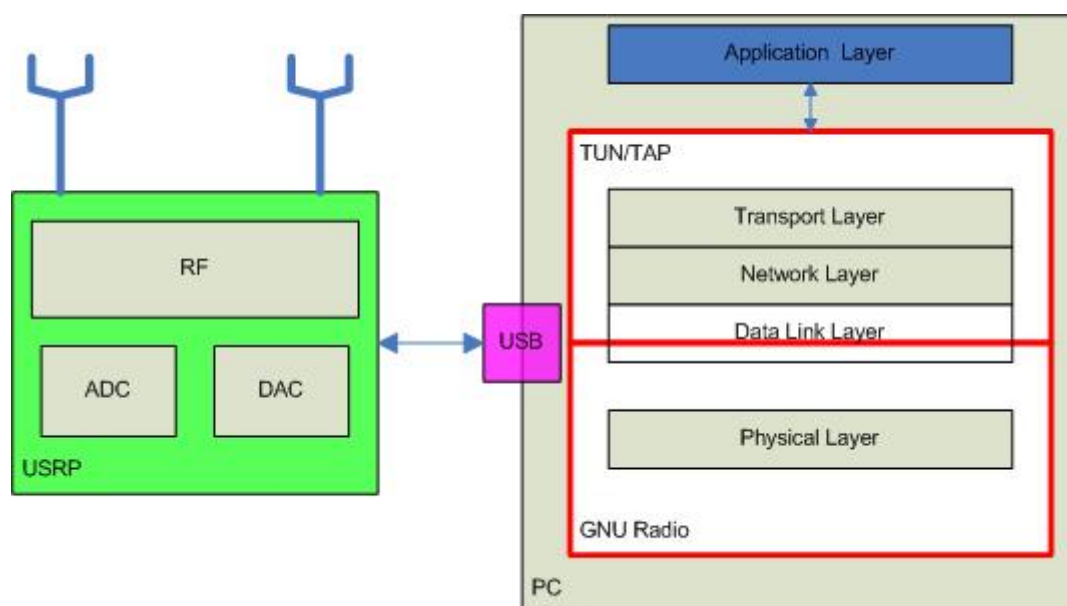 Application Layer
TUN/TAP
Transport Layer
RF
Network Layer
USB
Data Link Layer
ADC
DAC
Physical Layer
USRP
GNU Radio
PC